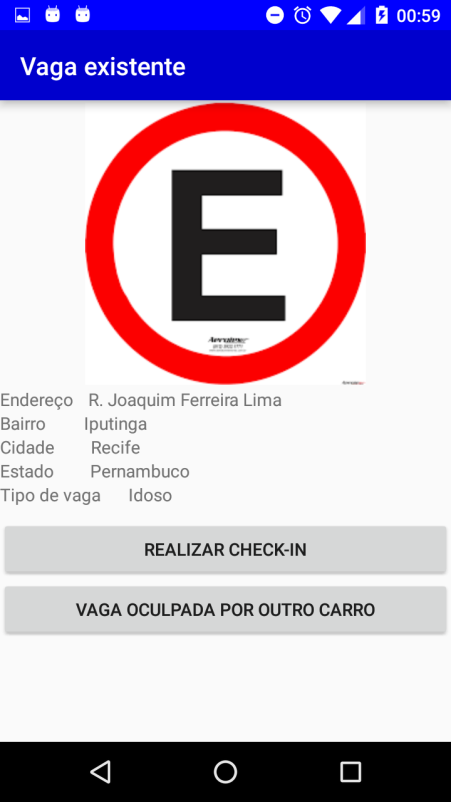 00:59
Vaga existente
E
Endereço R. Joaquim Ferreira Lima
Bairro Iputinga
Cidade Recife
Estado Pernambuco
Tipo de vaga Idoso
REALIZAR CHECK-IN
VAGA OCULPADA POR OUTRO CARRO